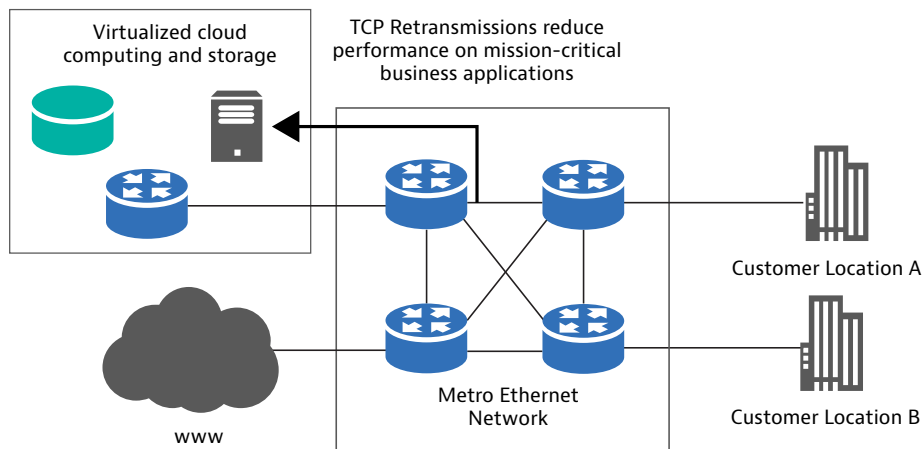 Virtualized cloud
computing and storage
TCP Retransmissions reduce
performance on mission-critical
business applications
Customer Location A
Metro Ethernet
Network
Customer Location B
www